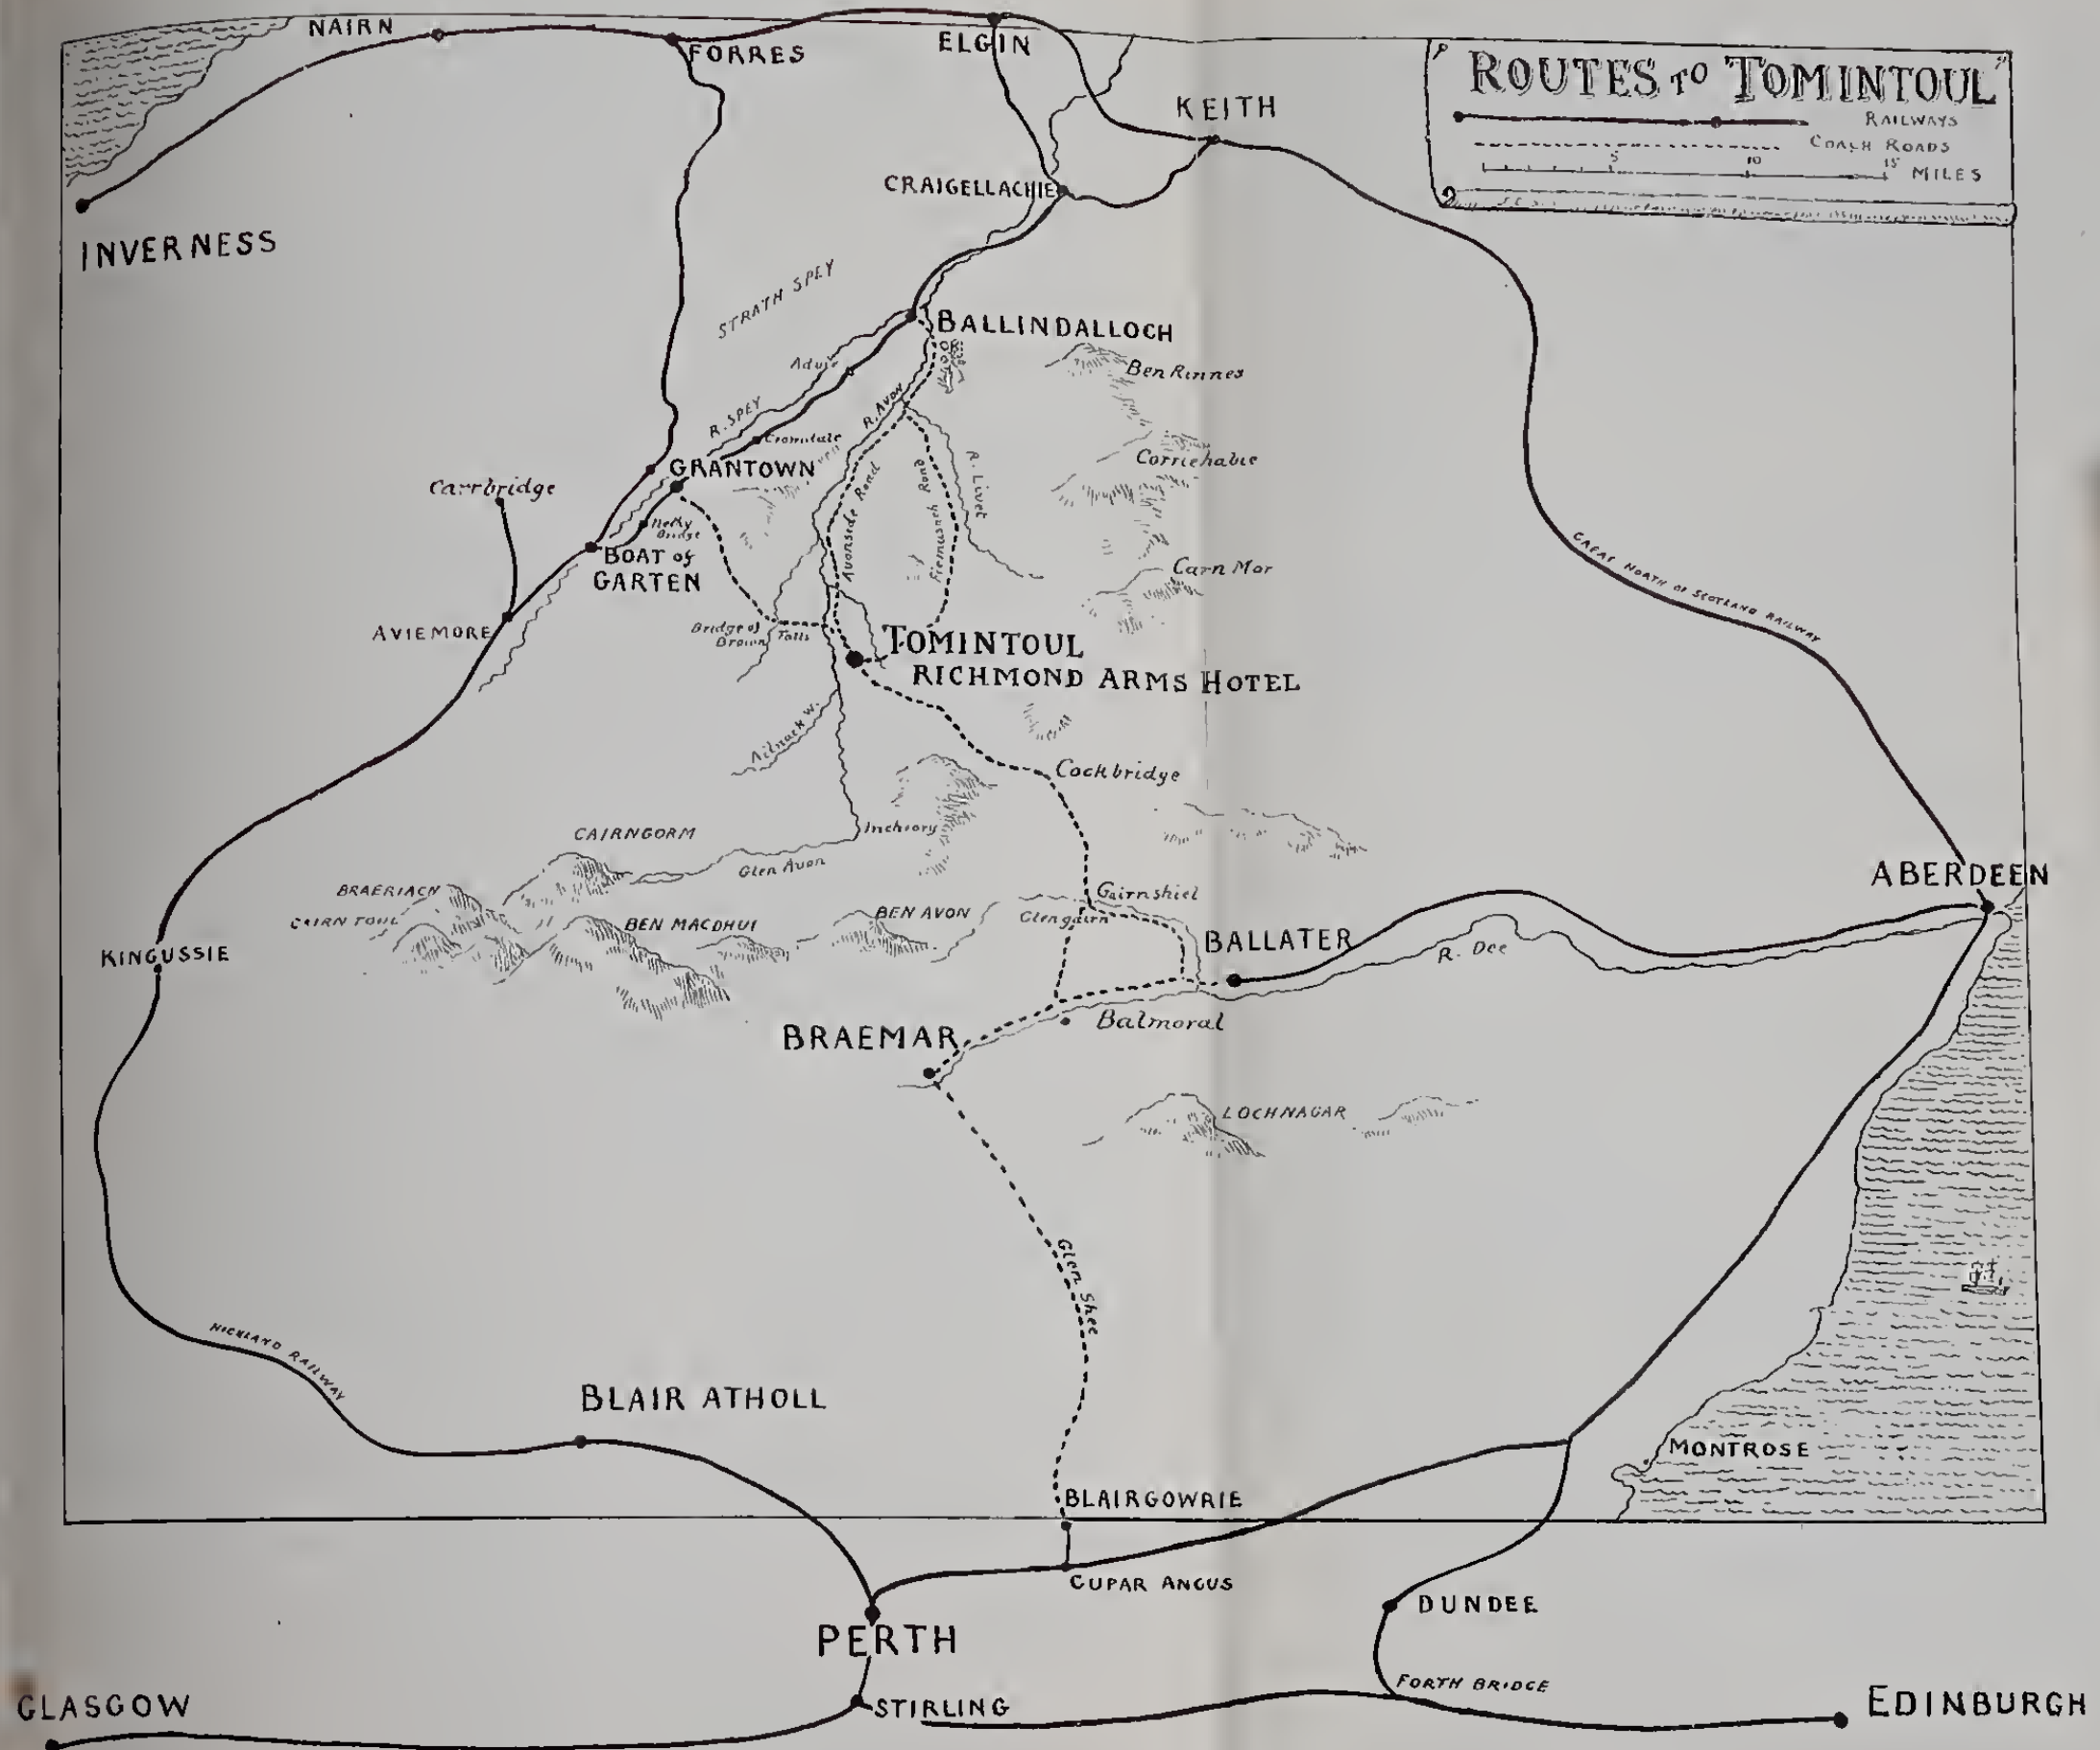 NAIRN
FORRES
ELGIN
KEITH
"ROUTES TO TOMINTOUL"
RAILWAYS
COACH ROADS
5 10 15 MILES
INVERNESS
CRAIGELLACHIE
STRATH SPEY
BALLINDALLOCH
Advie
Ben Rinnes
R. SPEY
R. AVON
Cromdale
GRANTOWN
Corriehabie
Carrbridge
Avonside Road
R. Livet
Nethy
Bridge
BOAT of
GARTEN
Carn Mor
GREAT NORTH OF SCOTLAND RAILWAY
AVIEMORE
Bridge of
Brown
Falls
TOMINTOUL
RICHMOND ARMS HOTEL
Ailnack W.
Cockbridge
CAIRNGORM
Inchrory
Glen Avon
BRAERIACH
CAIRN TOUL
BEN MACDHUI
BEN AVON
Gairnshiel
Glengairn
ABERDEEN
KINGUSSIE
BALLATER
R. Dee
BRAEMAR
Balmoral
LOCHNAGAR
Glen Shee
HIGHLAND RAILWAY
BLAIR ATHOLL
MONTROSE
BLAIRGOWRIE
CUPAR ANGUS
DUNDEE
PERTH
FORTH BRIDGE
GLASGOW
STIRLING
EDINBURGH